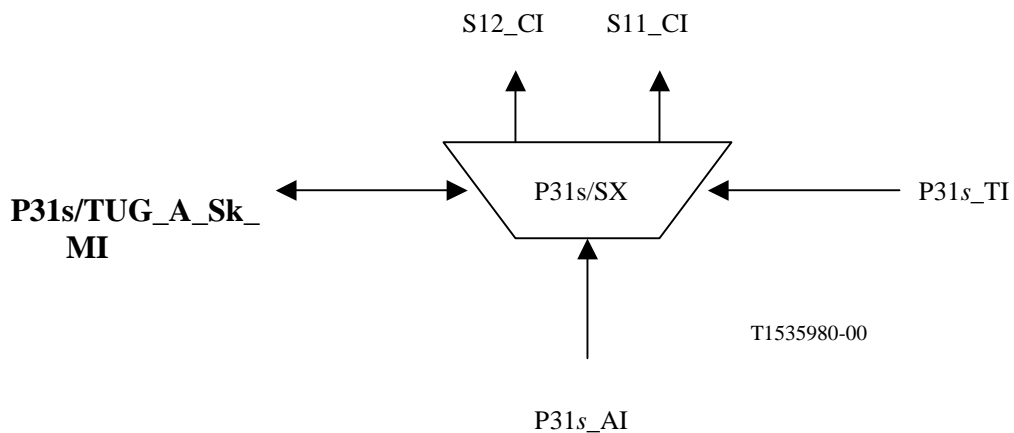 S12_CI S11_CI
P31s/SX
P31s_TI
P31s/TUG_A_Sk_
MI
T1535980-00
P31s_AI